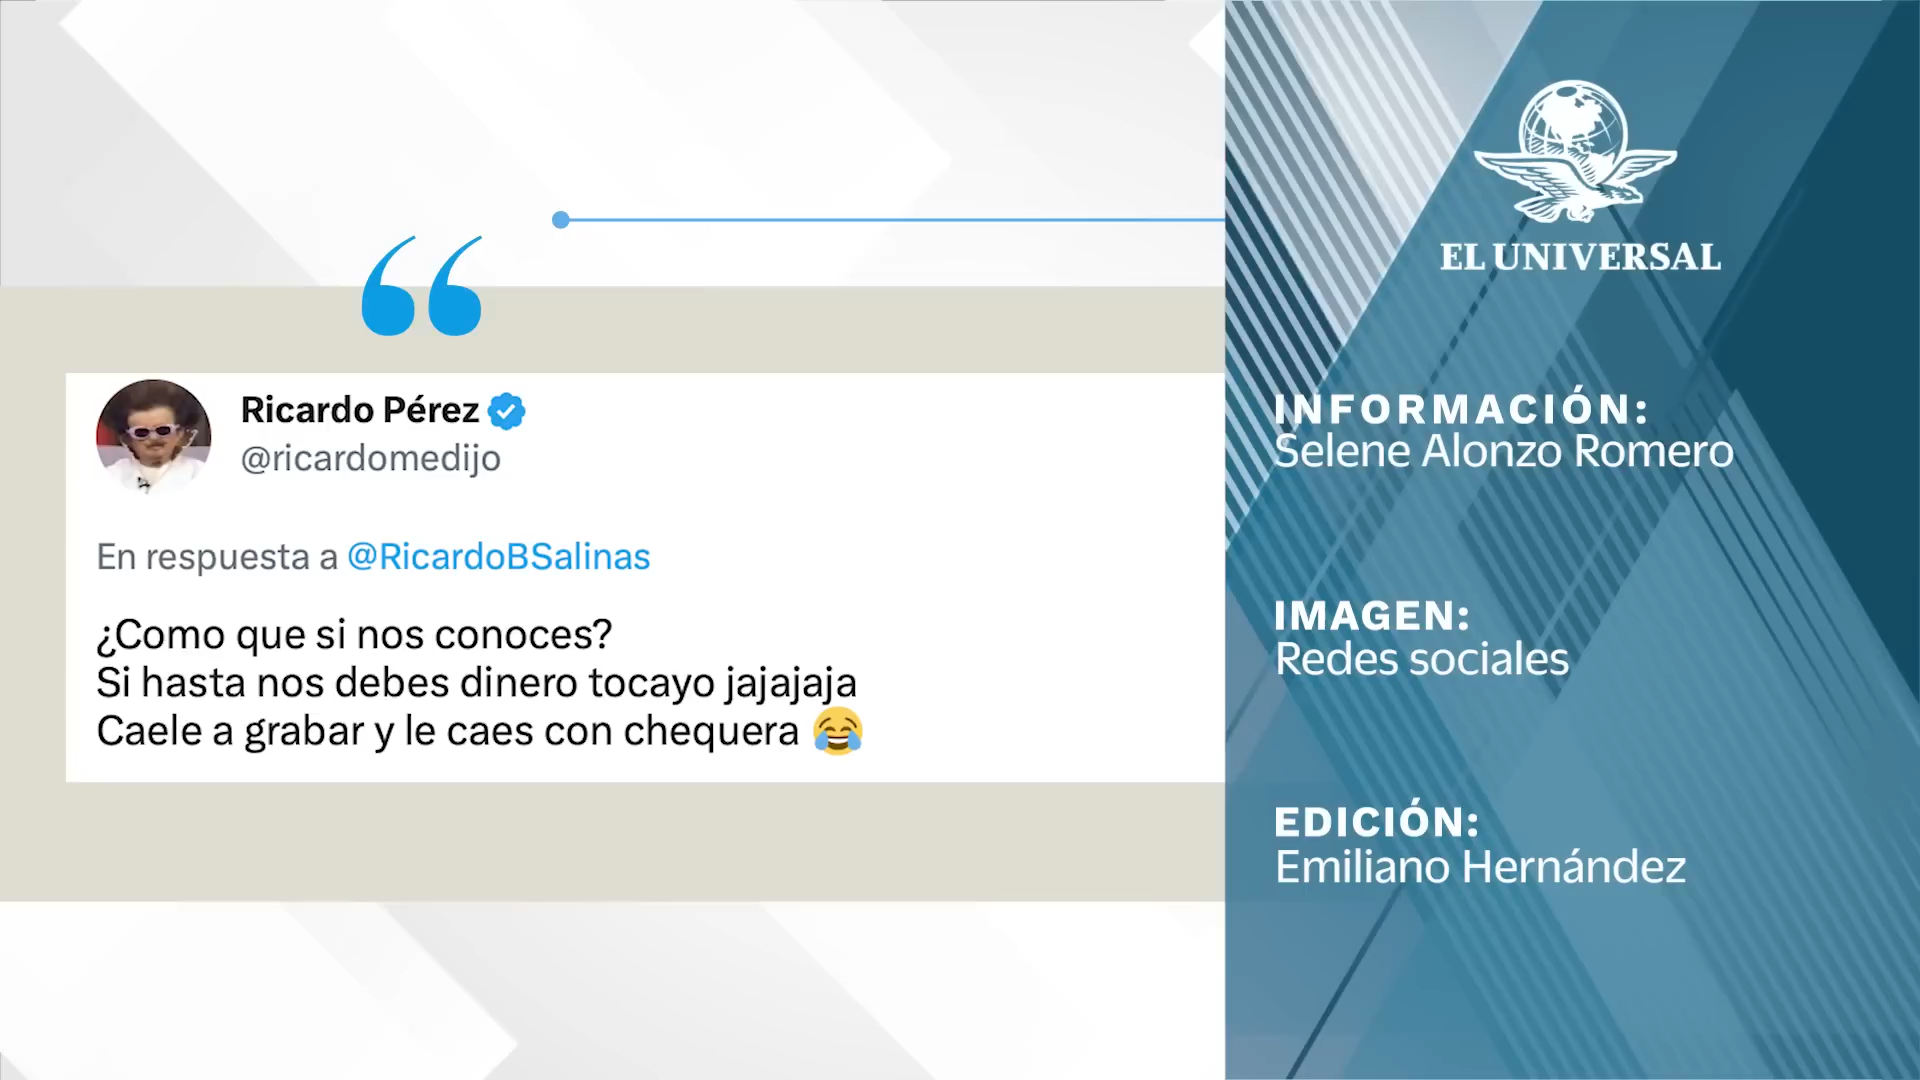 Ricardo Pérez
@ricardomedijo
En respuesta a @RicardoBSalinas
¿Como que si nos conoces?
Si hasta nos debes dinero tocayo jajajaja
Caele a grabar y le caes con chequera 😂
EL UNIVERSAL
INFORMACIÓN:
Selene Alonzo Romero
IMAGEN:
Redes sociales
EDICIÓN:
Emiliano Hernández